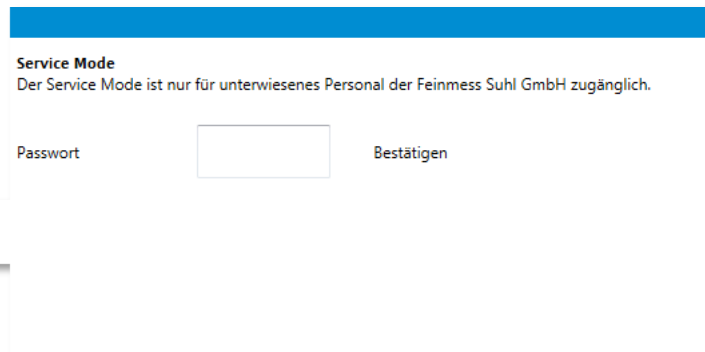 Service Mode
Der Service Mode ist nur für unterwiesenes Personal der Feinmess Suhl GmbH zugänglich.
Passwort Bestätigen